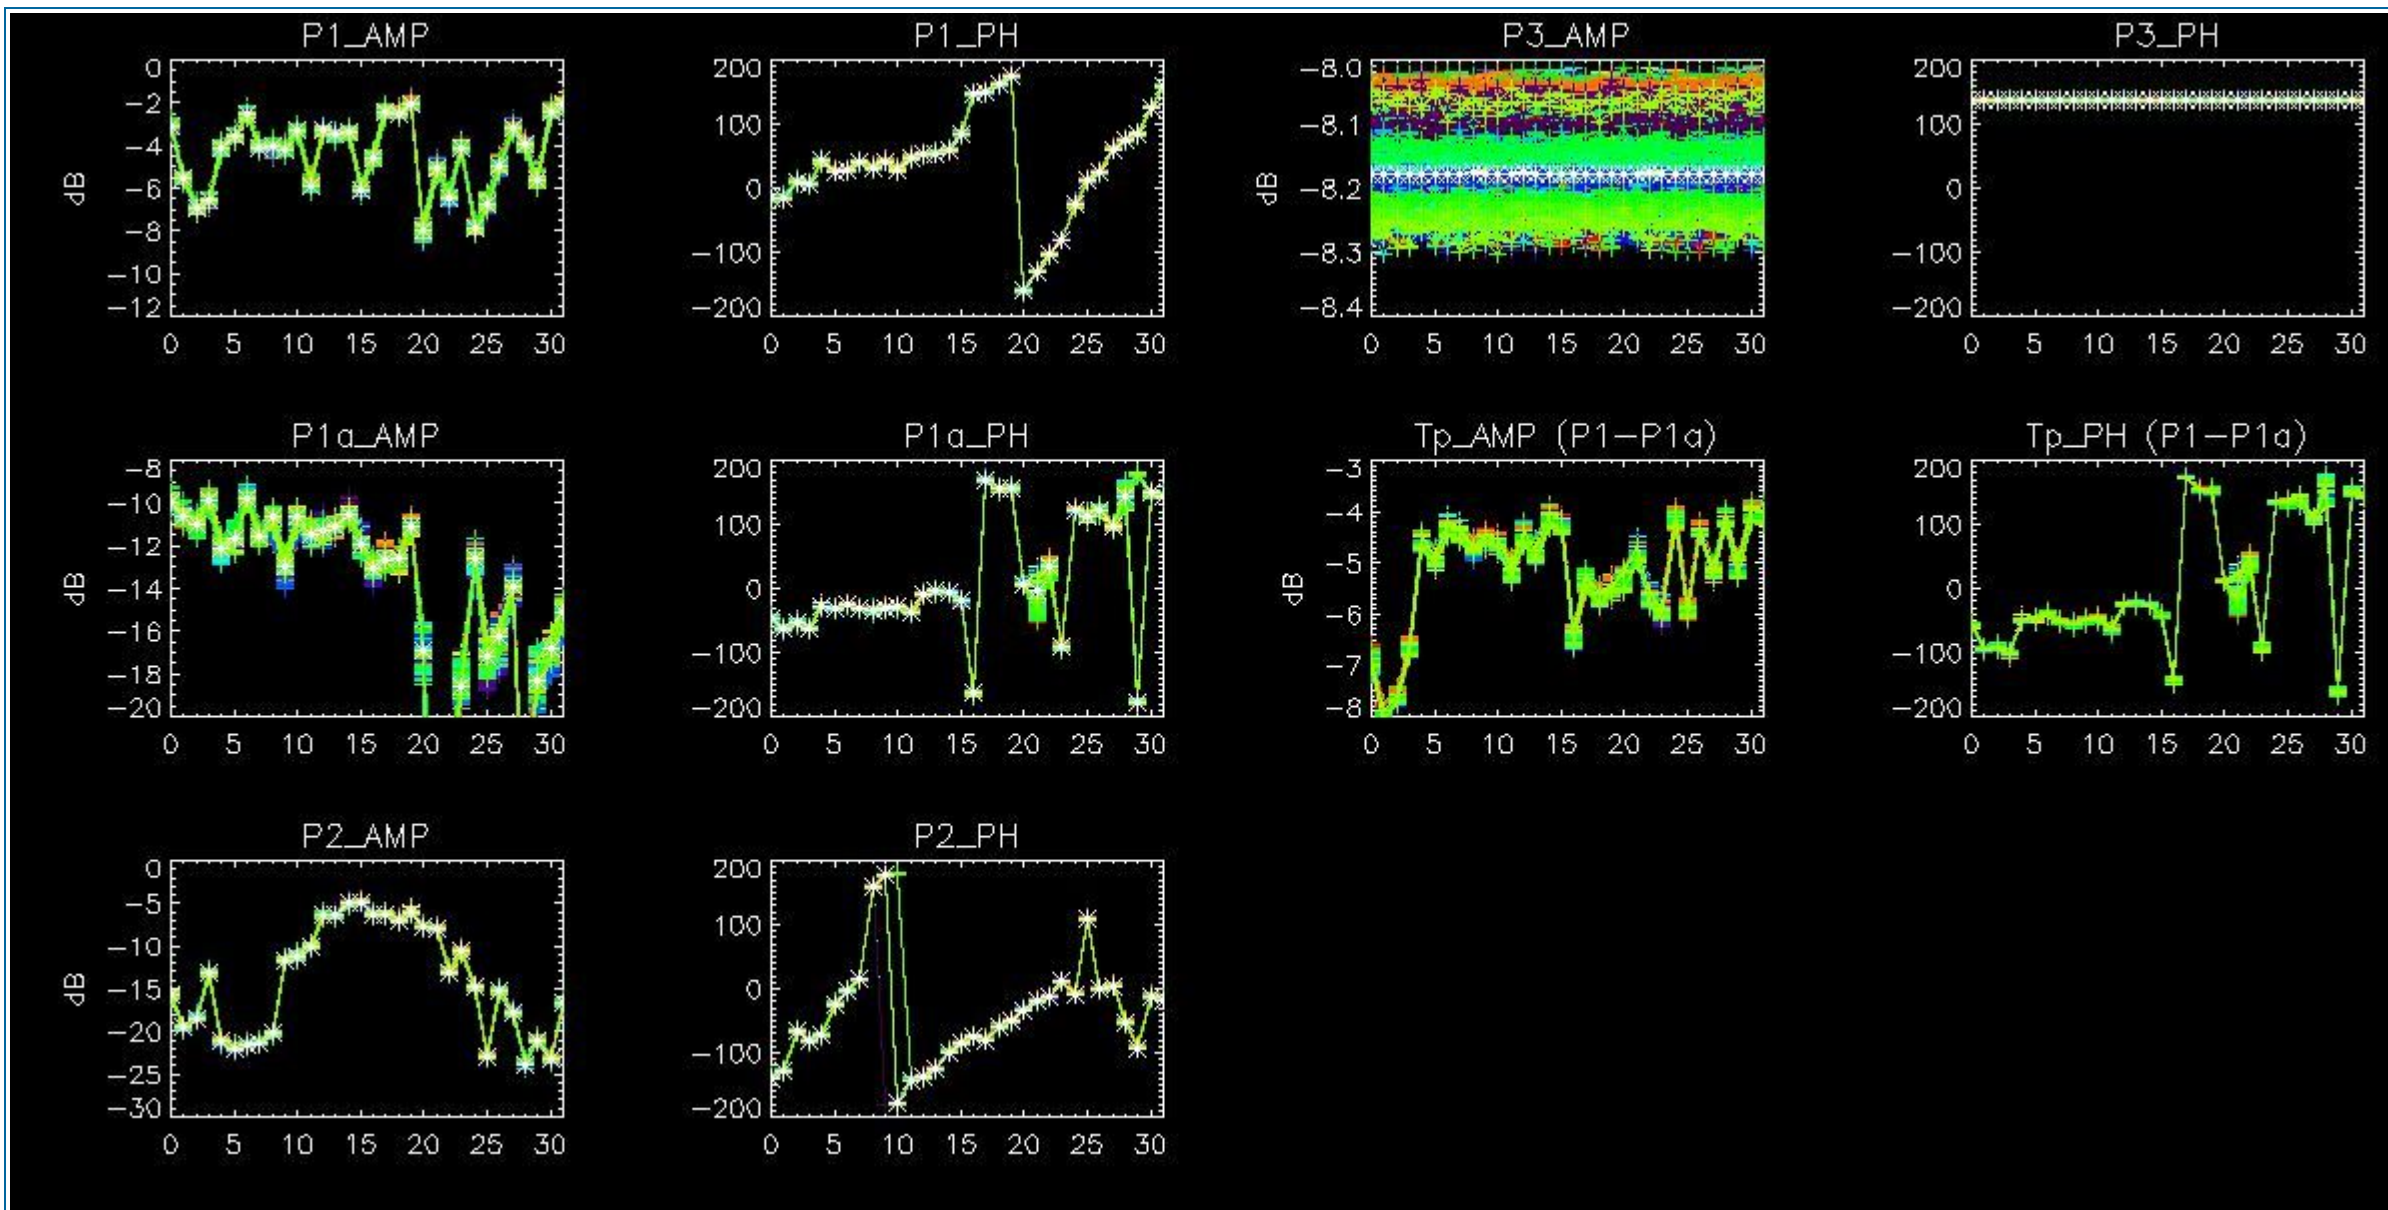 P1_AMP P1_PH P3_AMP P3_PH
0 200 -8.0 200
-2
-4 100 -8.1 100
-6 0 -8.2 0
-8
-10 -100 -8.3 -100
-12 -200 -8.4 -200
dB dB
0 5 10 15 20 25 30 0 5 10 15 20 25 30 0 5 10 15 20 25 30 0 5 10 15 20 25 30
P1a_AMP P1a_PH Tp_AMP (P1-P1a) Tp_PH (P1-P1a)
-8 200 -3 200
-10 100 -4 100
-12 -5
-14 0 0
-16 -100 -6 -100
-18 -7
-20 -200 -8 -200
dB dB
0 5 10 15 20 25 30 0 5 10 15 20 25 30 0 5 10 15 20 25 30 0 5 10 15 20 25 30
P2_AMP P2_PH
0 200
-5 100
-10
-15 0
-20 -100
-25
-30 -200
dB
0 5 10 15 20 25 30 0 5 10 15 20 25 30